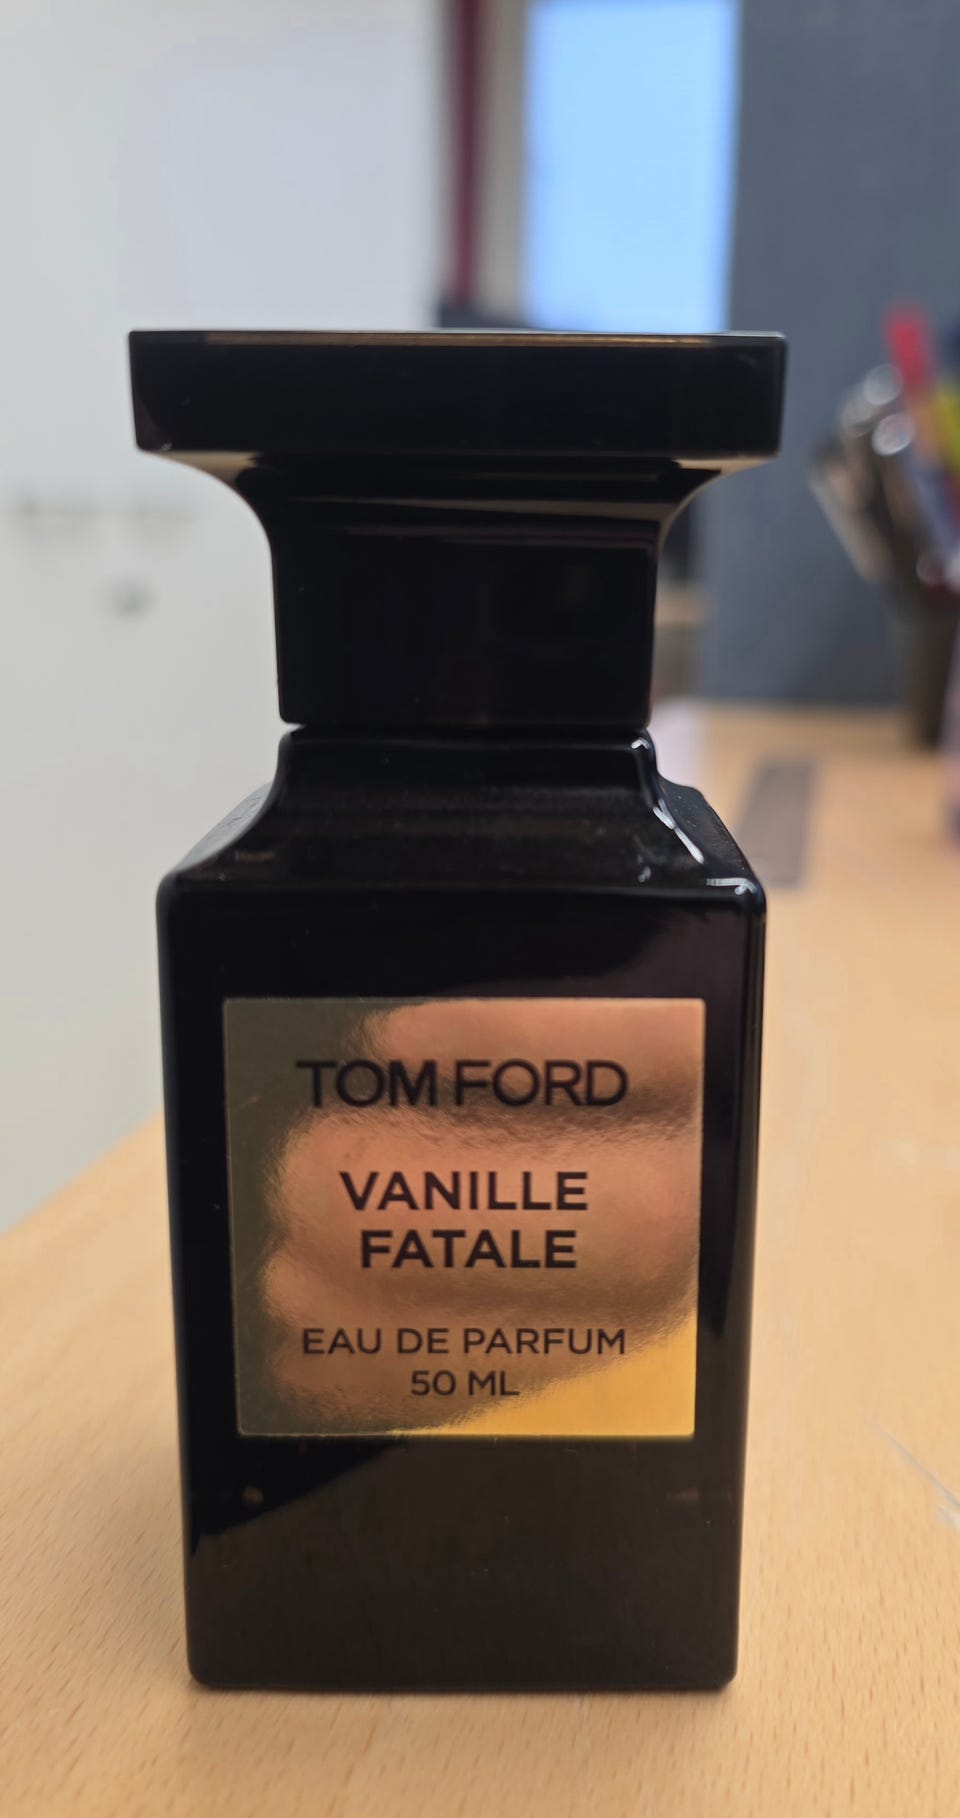 TOM FORD
VANILLE
FATALE
EAU DE PARFUM
50 ML